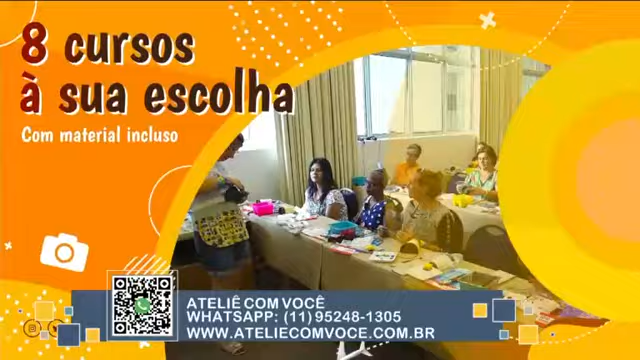 8 cursos
à sua escolha
Com material incluso
ATELIÊ COM VOCÊ
WHATSAPP: (11) 95248-1305
WWW.ATELIECOMVOCE.COM.BR